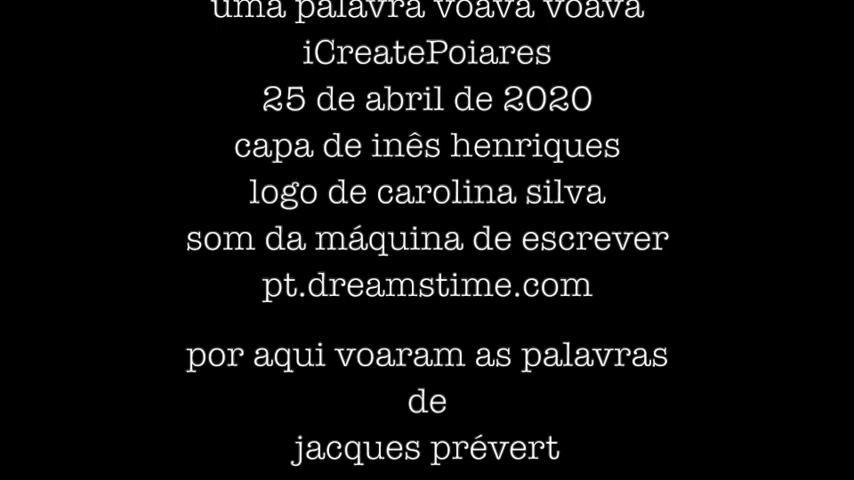 uma palavra voava voava
iCreatePoiares
25 de abril de 2020
capa de inês henriques
logo de carolina silva
som da máquina de escrever
pt.dreamstime.com
por aqui voaram as palavras
de
jacques prévert